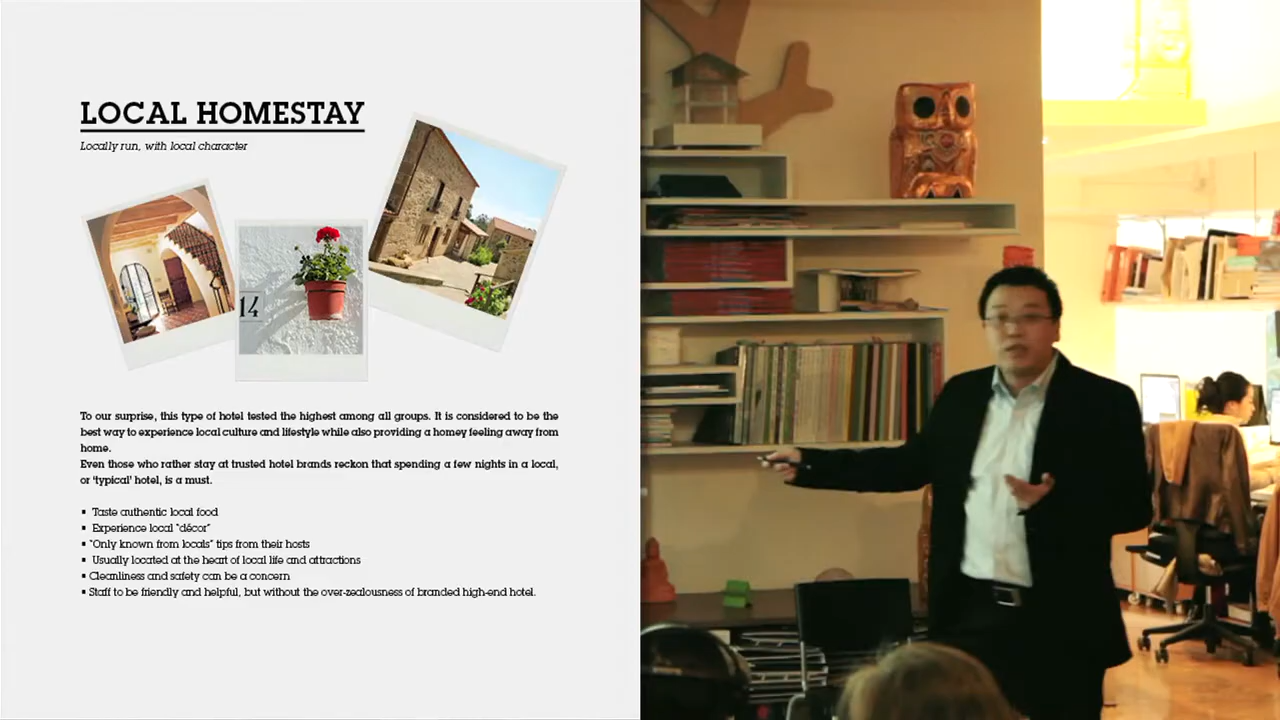 LOCAL HOMESTAY
Locally run, with local character
14
To our surprise, this type of hotel tested the highest among all groups. It is considered to be the
best way to experience local culture and lifestyle while also providing a homey feeling away from
home.
Even those who rather stay at trusted hotel brands reckon that spending a few nights in a local,
or 'typical' hotel, is a must.
▪ Taste authentic local food
▪ Experience local "décor"
▪ "Only known from locals" tips from their hosts
▪ Usually located at the heart of local life and attractions
▪ Cleanliness and safety can be a concern
▪ Staff to be friendly and helpful, but without the over-zealousness of branded high-end hotel.